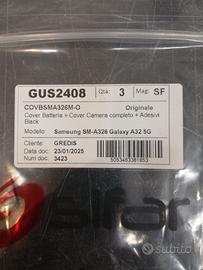 GUS2408 Qtà: 3 Mag: SF
COVBSMA326M-O Originale
Cover Batteria + Cover Camera completo + Adesivi
Black
Modello: Samsung SM-A326 Galaxy A32 5G
Cliente: GREDIS
Data doc: 23/01/2025
Num doc: 3423
sifar
subito